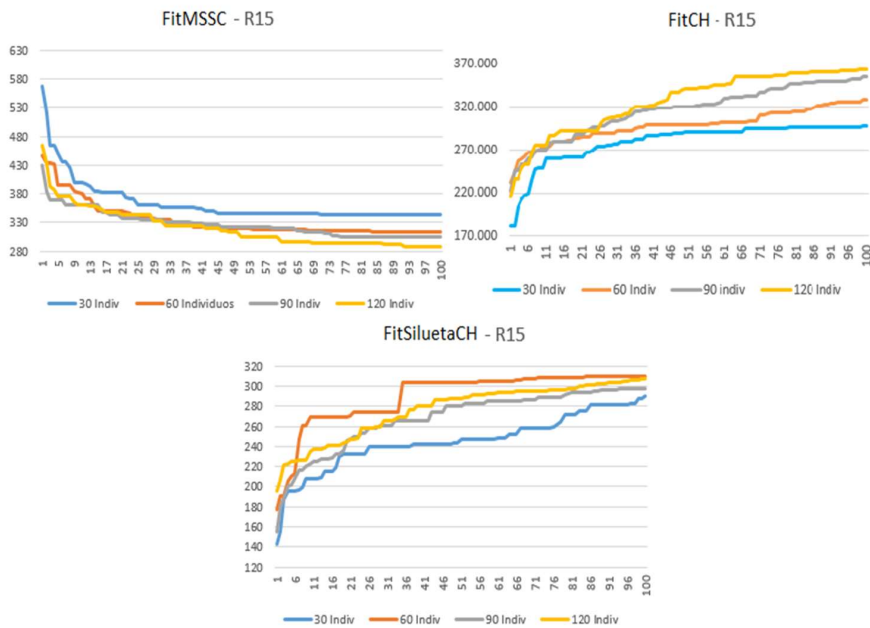 FitMSSC - R15
630
580
530
480
430
380
330
280
1 5 9 13 17 21 25 29 33 37 41 45 49 53 57 61 65 69 73 77 81 85 89 93 97 100
30 Indiv 60 Individuos 90 Indiv 120 Indiv
FitCH - R15
370.000
320.000
270.000
220.000
170.000
1 6 11 16 21 26 31 36 41 46 51 56 61 66 71 76 81 86 91 96 100
30 Indiv 60 Indiv 90 indiv 120 Indiv
FitSiluetaCH - R15
320
300
280
260
240
220
200
180
160
140
120
1 6 11 16 21 26 31 36 41 46 51 56 61 66 71 76 81 86 91 96 100
30 Indiv 60 Indiv 90 Indiv 120 Indiv